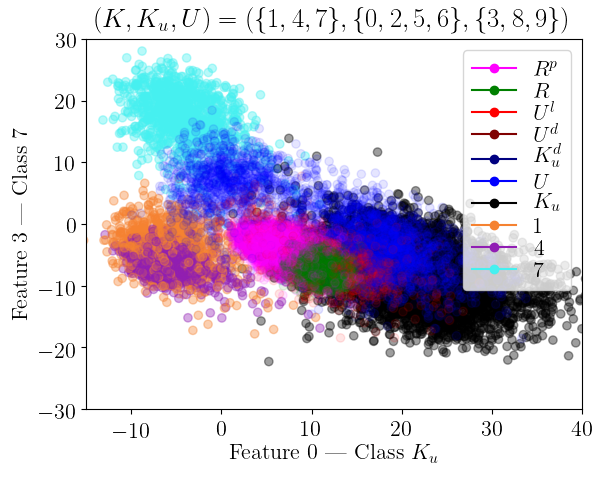 (K, K_u, U) = ({1, 4, 7}, {0, 2, 5, 6}, {3, 8, 9})
30
20
10
0
−10
−20
−30
Feature 3 — Class 7
R^p
R
U^l
U^d
K_u^d
U
K_u
1
4
7
−10
0
10
20
30
40
Feature 0 — Class K_u